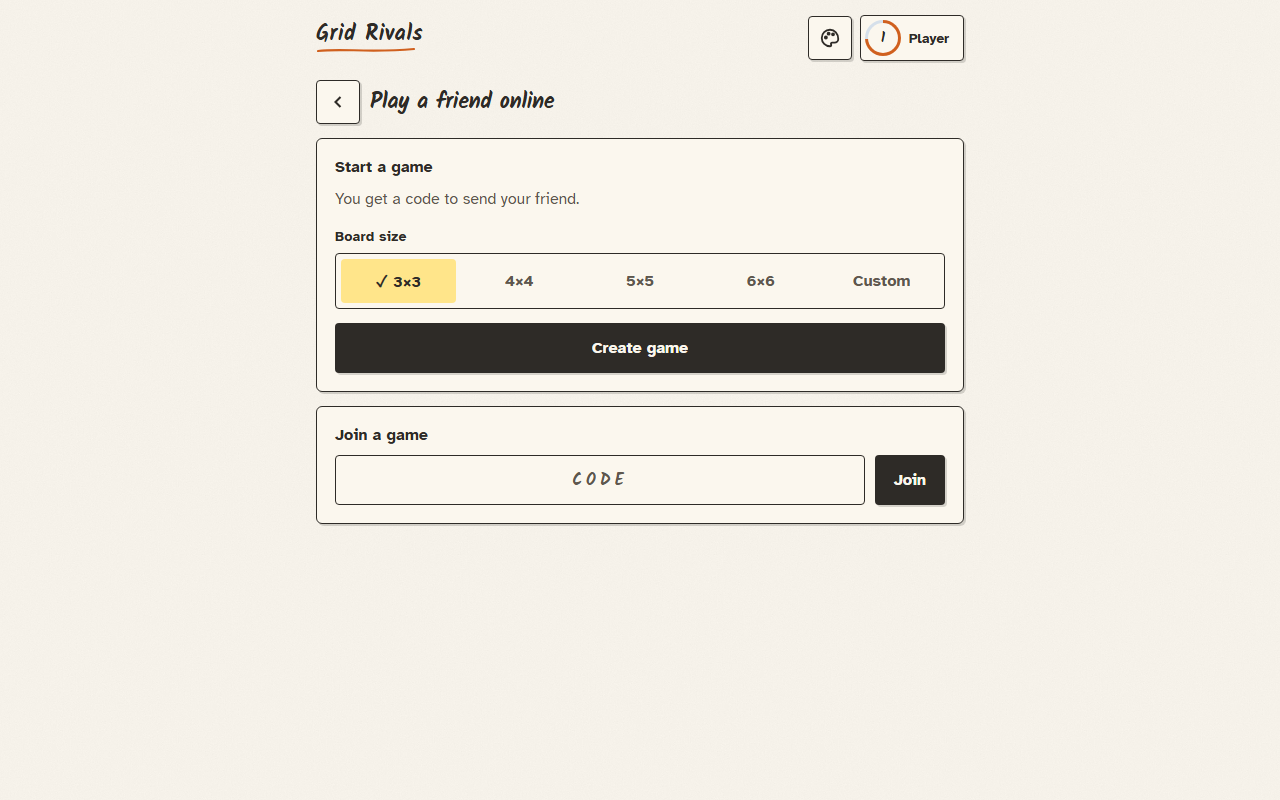 Grid Rivals
1 Player
Play a friend online
Start a game
You get a code to send your friend.
Board size
✓ 3×3 4×4 5×5 6×6 Custom
Create game
Join a game
CODE Join